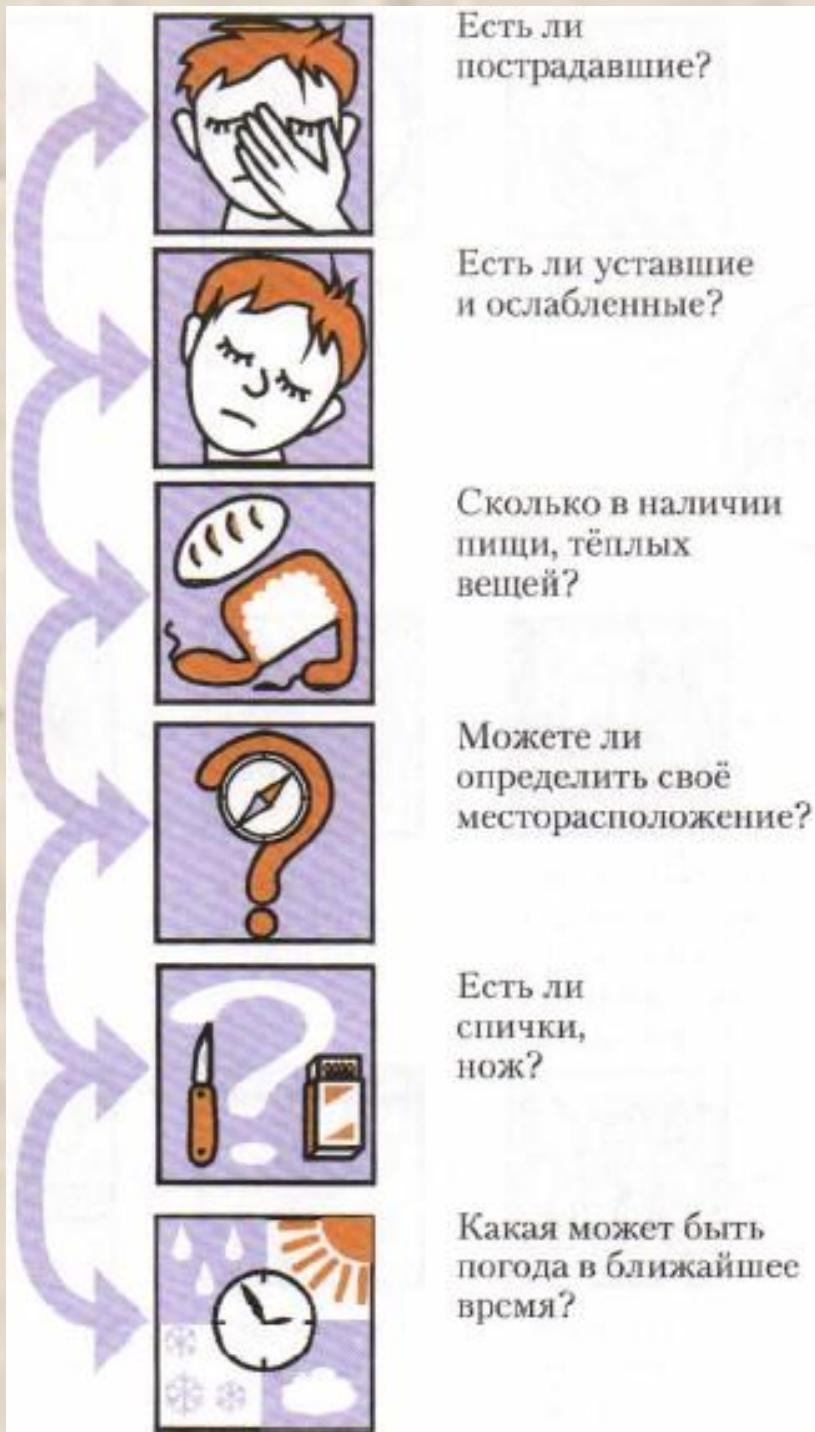 Есть ли
пострадавшие?
Есть ли уставшие
и ослабленные?
Сколько в наличии
пищи, тёплых
вещей?
Можете ли
определить своё
месторасположение?
Есть ли
спички,
нож?
Какая может быть
погода в ближайшее
время?